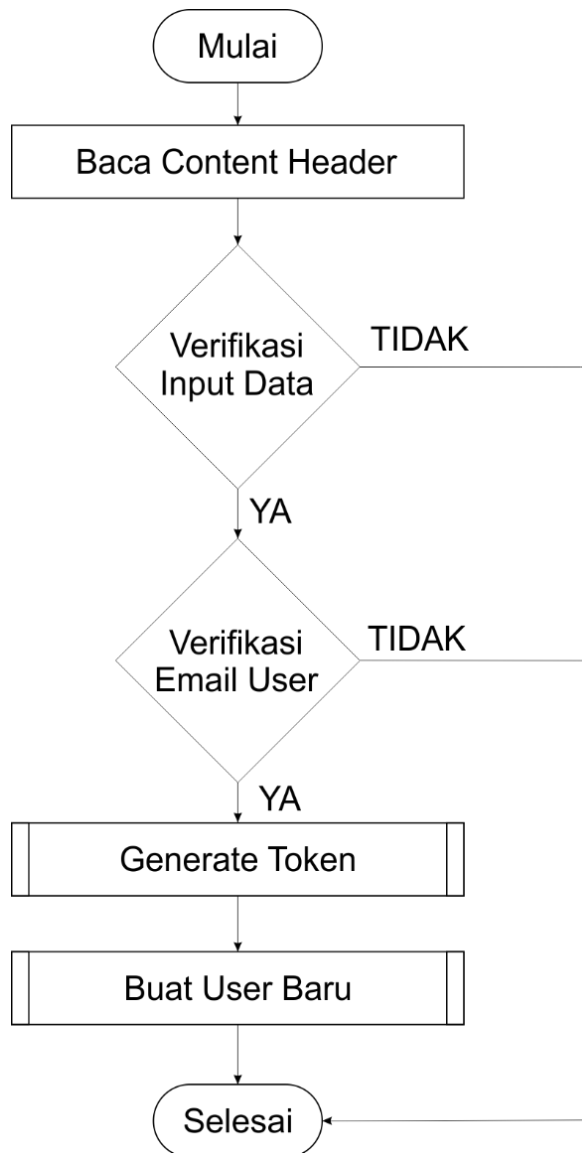 Mulai
Baca Content Header
Verifikasi
Input Data
TIDAK
YA
Verifikasi
Email User
TIDAK
YA
Generate Token
Buat User Baru
Selesai